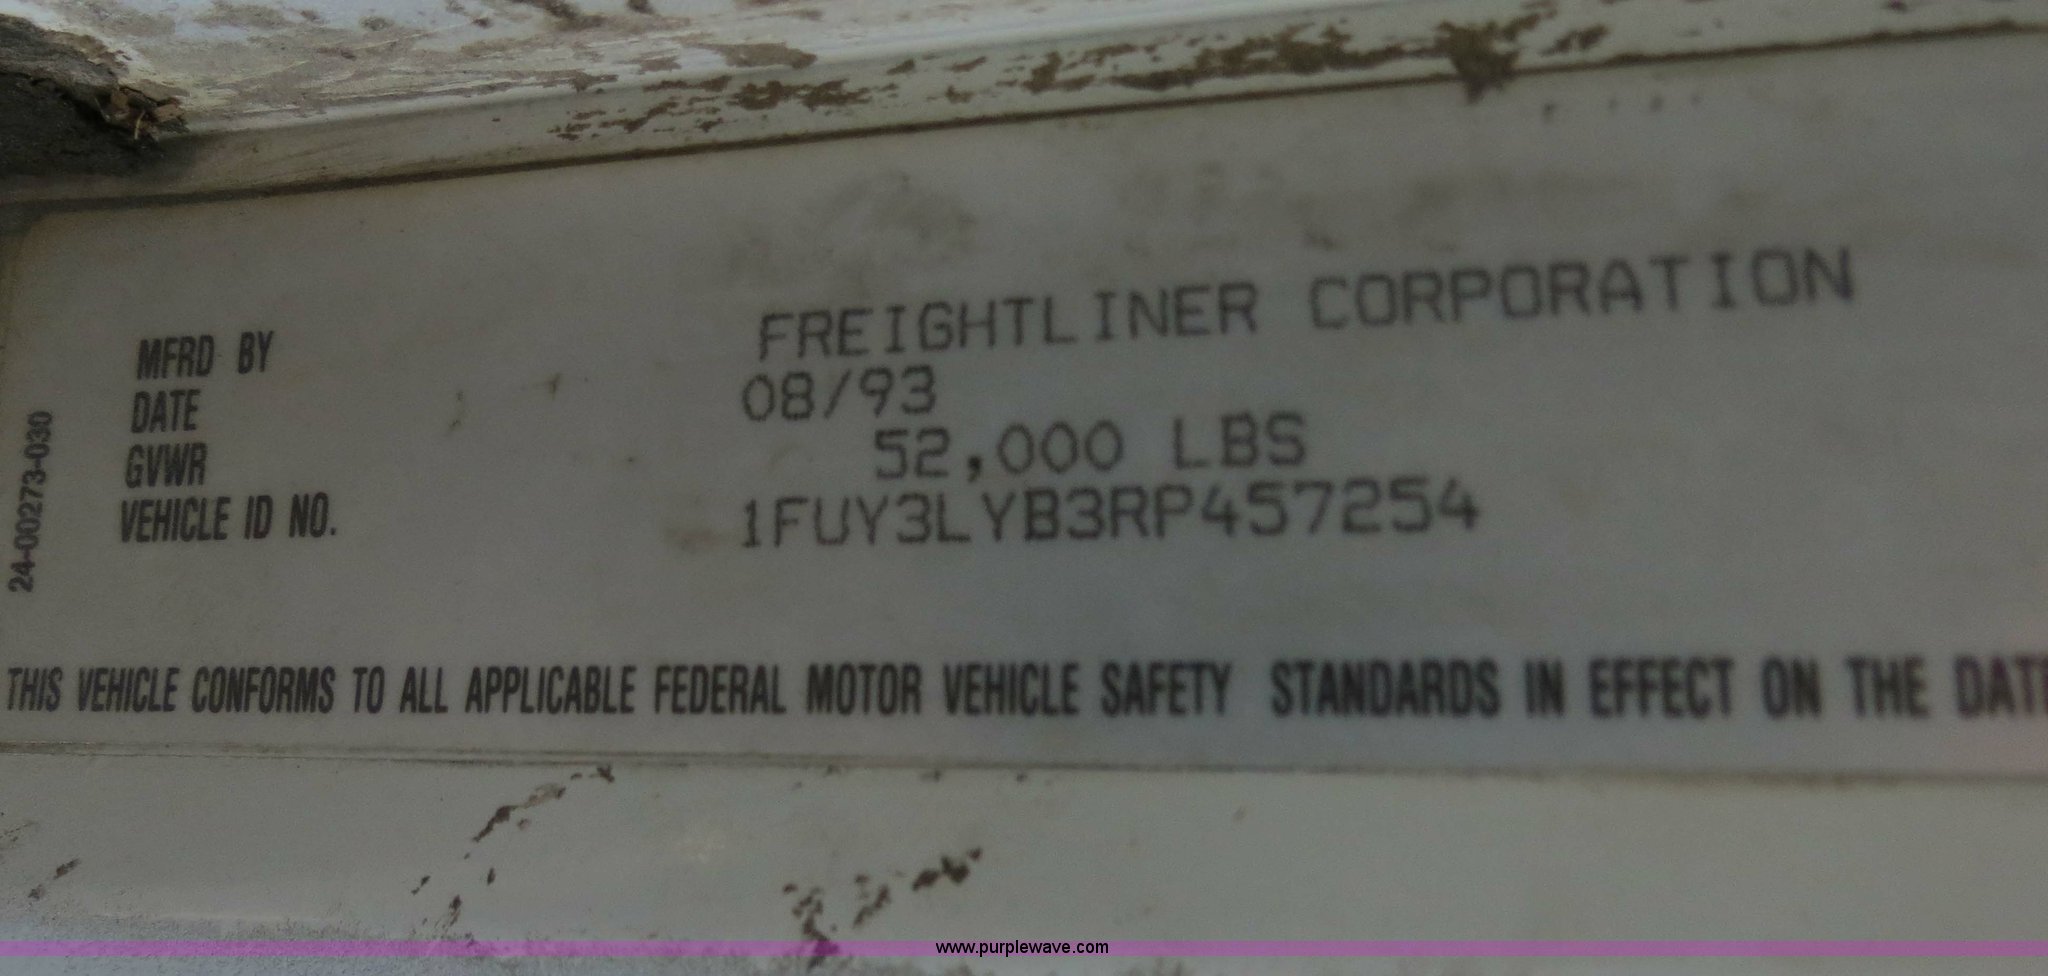 MFRD BY FREIGHTLINER CORPORATION
DATE 08/93
GVWR 52,000 LBS
VEHICLE ID NO. 1FUY3LYB3RP457254
24-00273-030
THIS VEHICLE CONFORMS TO ALL APPLICABLE FEDERAL MOTOR VEHICLE SAFETY STANDARDS IN EFFECT ON THE DATE
www.purplewave.com